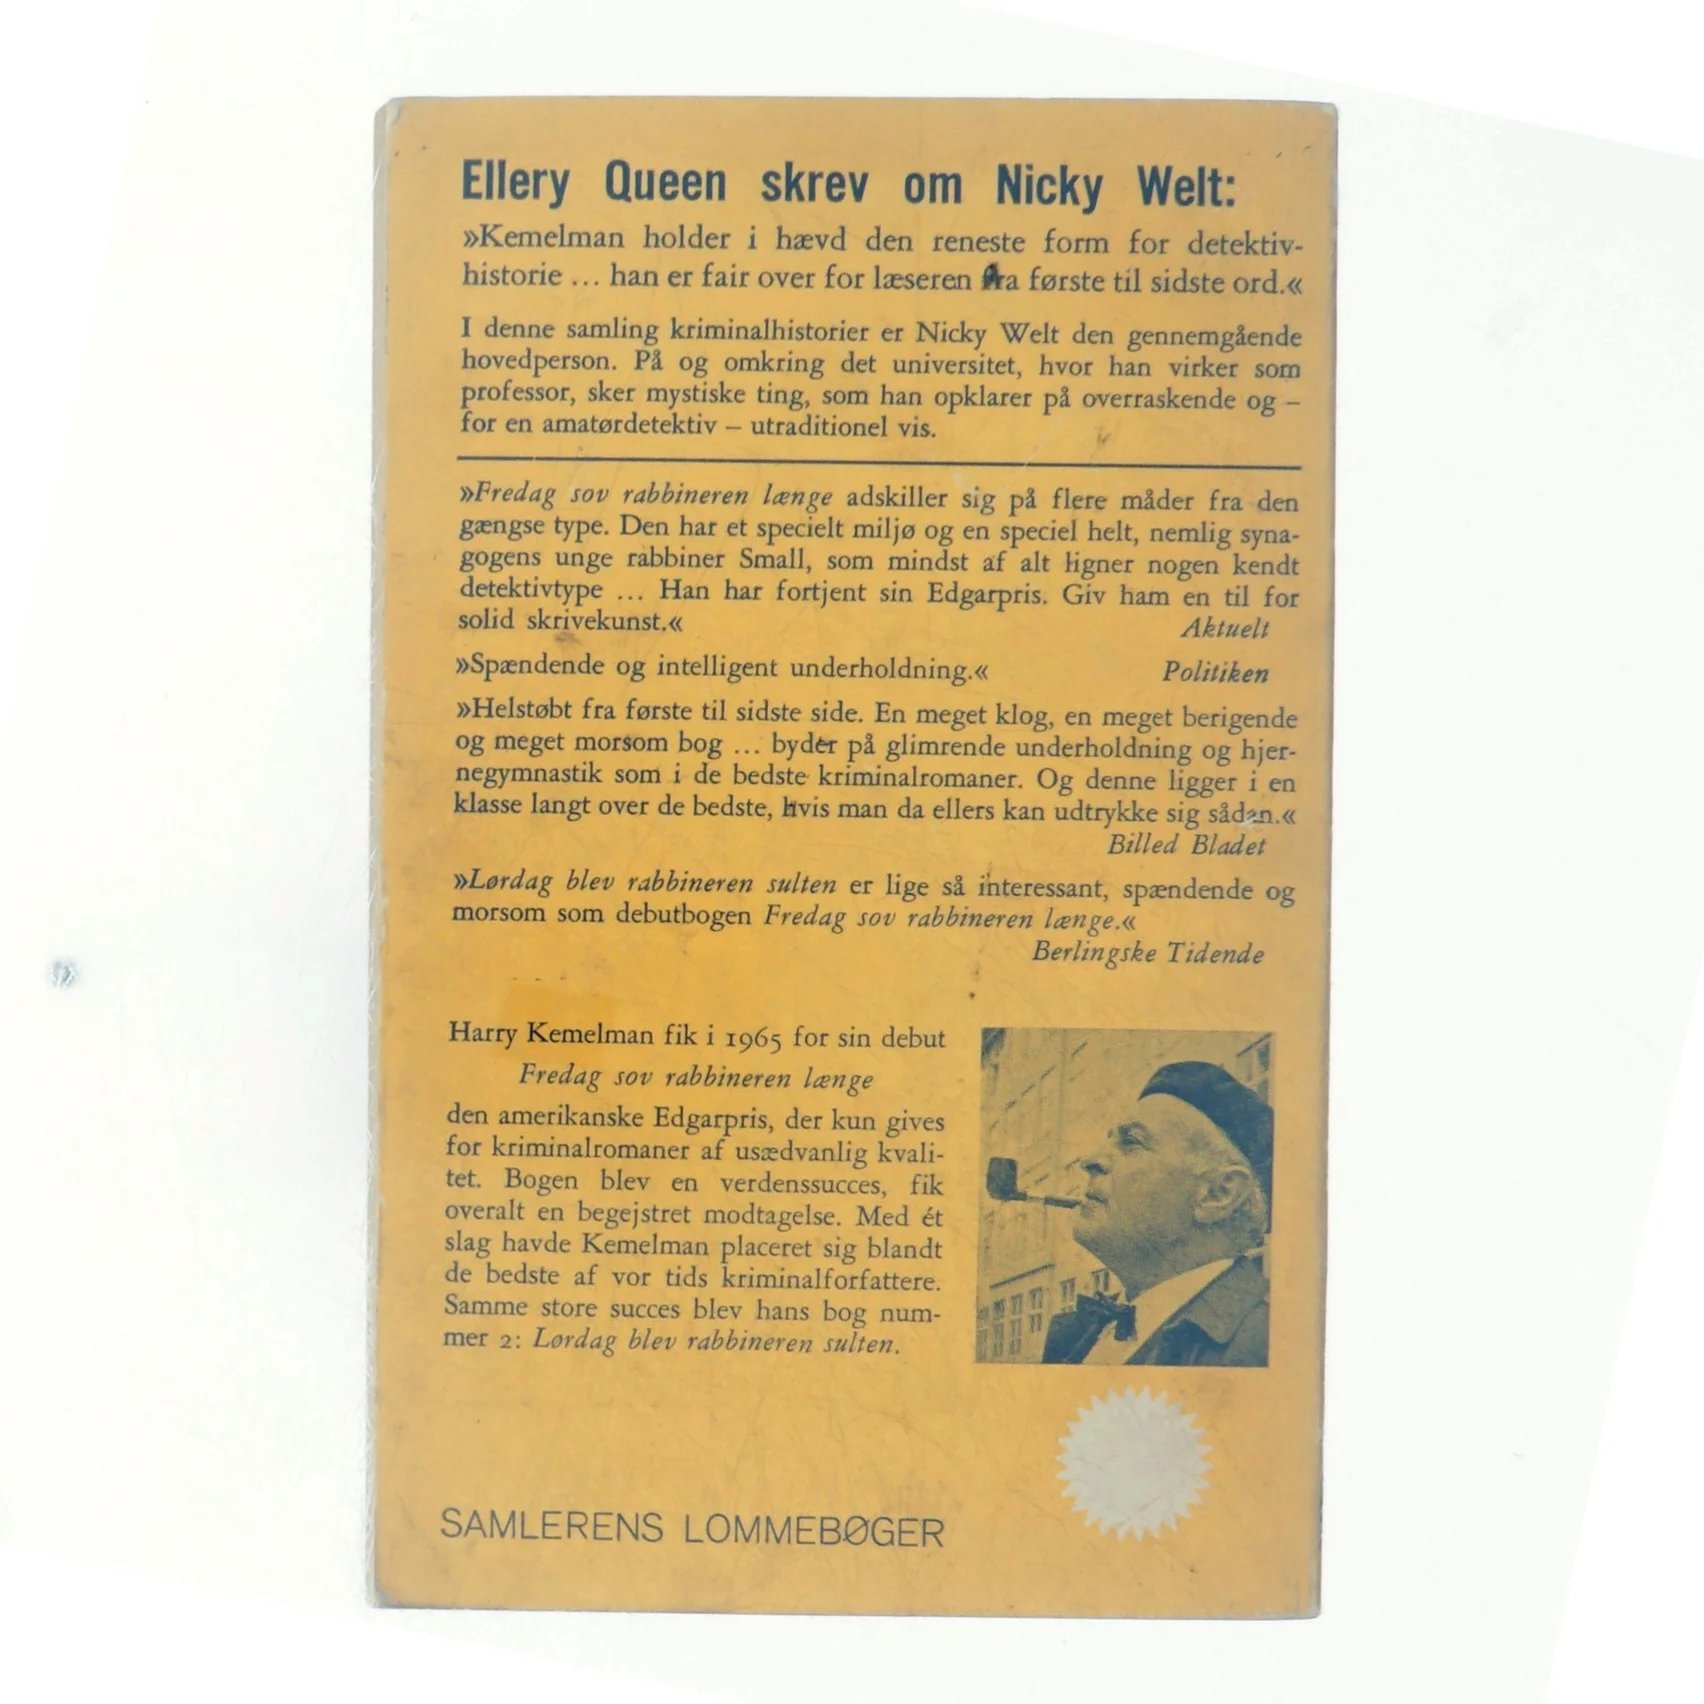 Ellery Queen skrev om Nicky Welt:
»Kemelman holder i hævd den reneste form for detektiv-
historie ... han er fair over for læseren fra første til sidste ord.«
I denne samling kriminalhistorier er Nicky Welt den gennemgående
hovedperson. På og omkring det universitet, hvor han virker som
professor, sker mystiske ting, som han opklarer på overraskende og –
for en amatørdetektiv – utraditionel vis.
»Fredag sov rabbineren længe adskiller sig på flere måder fra den
gængse type. Den har et specielt miljø og en speciel helt, nemlig syna-
gogens unge rabbiner Small, som mindst af alt ligner nogen kendt
detektivtype ... Han har fortjent sin Edgarpris. Giv ham en til for
solid skrivekunst.«
Aktuelt
»Spændende og intelligent underholdning.«
Politiken
»Helstøbt fra første til sidste side. En meget klog, en meget berigende
og meget morsom bog ... byder på glimrende underholdning og hjer-
negymnastik som i de bedste kriminalromaner. Og denne ligger i en
klasse langt over de bedste, hvis man da ellers kan udtrykke sig sådan.«
Billed Bladet
»Lørdag blev rabbineren sulten er lige så interessant, spændende og
morsom som debutbogen Fredag sov rabbineren længe.«
Berlingske Tidende
Harry Kemelman fik i 1965 for sin debut
Fredag sov rabbineren længe
den amerikanske Edgarpris, der kun gives
for kriminalromaner af usædvanlig kvali-
tet. Bogen blev en verdenssucces, fik
overalt en begejstret modtagelse. Med ét
slag havde Kemelman placeret sig blandt
de bedste af vor tids kriminalforfattere.
Samme store succes blev hans bog num-
mer 2: Lørdag blev rabbineren sulten.
SAMLERENS LOMMEBØGER